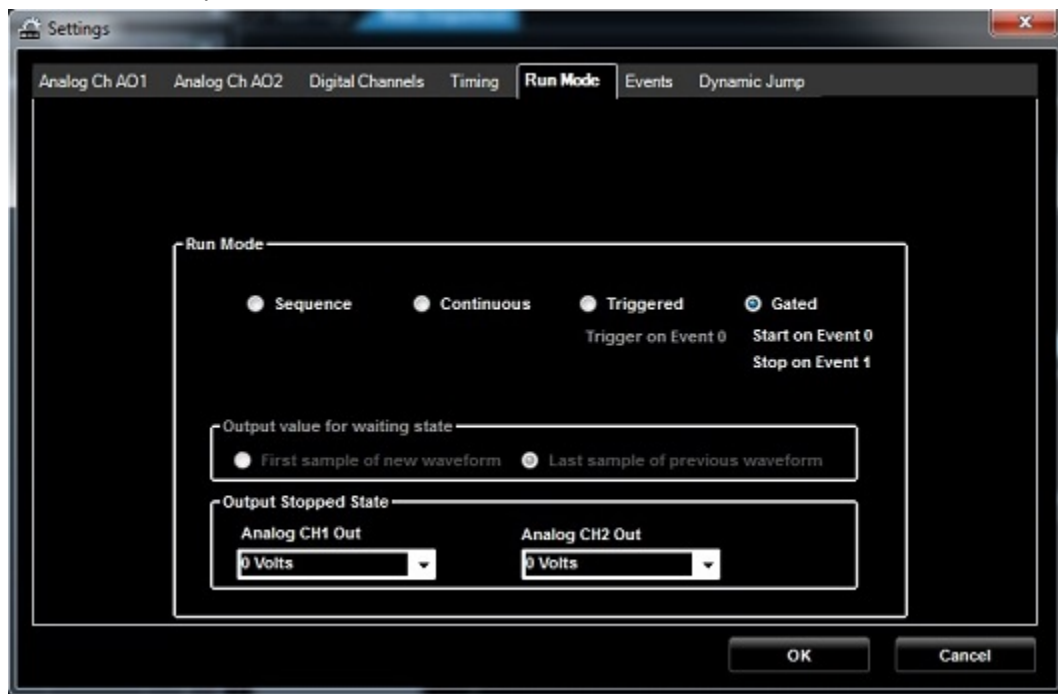 Settings
Analog Ch AO1 Analog Ch AO2 Digital Channels Timing Run Mode Events Dynamic Jump
Run Mode
Sequence Continuous Triggered Gated
Trigger on Event 0 Start on Event 0
Stop on Event 1
Output value for waiting state
First sample of new waveform Last sample of previous waveform
Output Stopped State
Analog CH1 Out Analog CH2 Out
0 Volts 0 Volts
OK Cancel